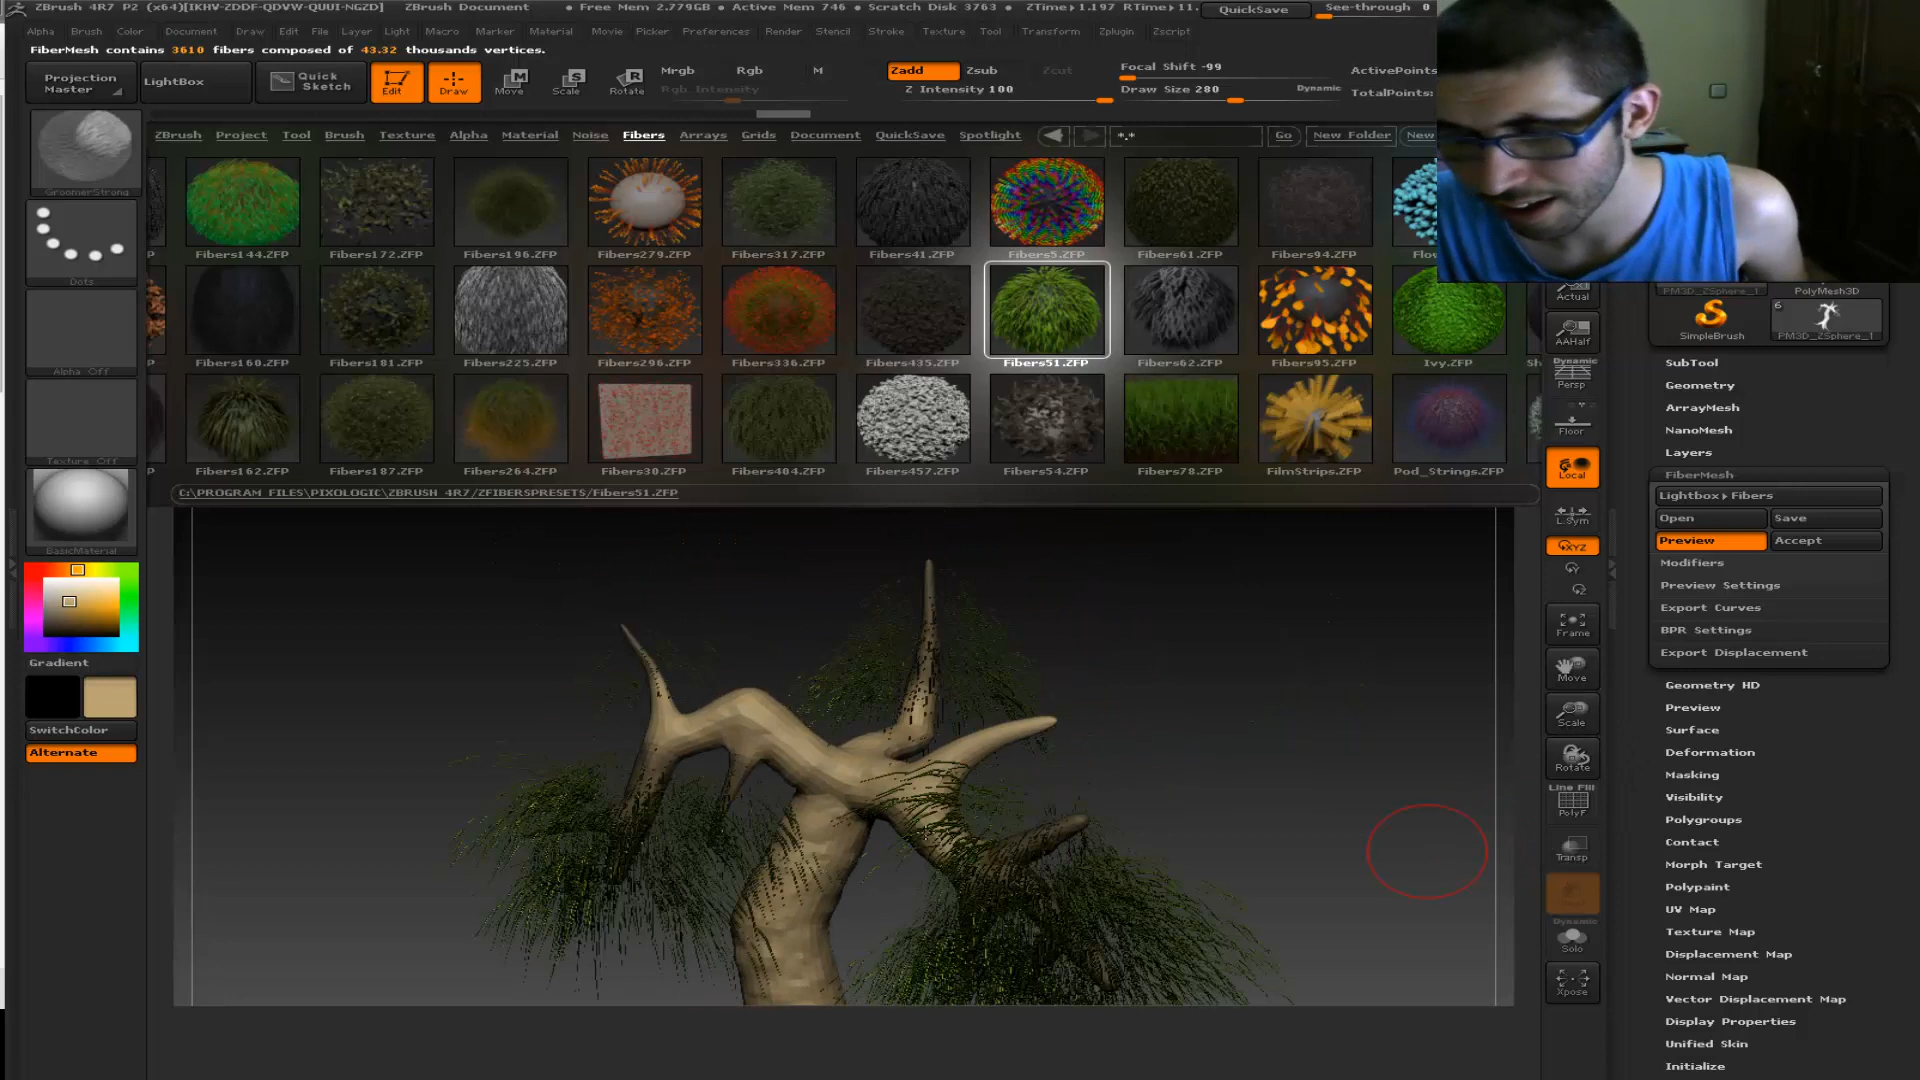 ZBrush 4R7 P2 (x64)[IKHV-ZDDF-QDVW-QUUI-NGZD] ZBrush Document • Free Mem 2.779GB • Active Mem 746 • Scratch Disk 3763 • ZTime▸1.197 RTime▸11. QuickSave See-through 0
Alpha Brush Color Document Draw Edit File Layer Light Macro Marker Material Movie Picker Preferences Render Stencil Stroke Texture Tool Transform Zplugin Zscript
FiberMesh contains 3610 fibers composed of 43.32 thousands vertices.
Projection Master LightBox Quick Sketch Edit Draw Move Scale Rotate
Mrgb Rgb M Zadd Zsub Zcut Focal Shift -99 ActivePoints:
Rgb Intensity Z Intensity 100 Draw Size 280 Dynamic TotalPoints:
ZBrush Project Tool Brush Texture Alpha Material Noise Fibers Arrays Grids Document QuickSave Spotlight *.* Go New Folder New
GroomerStrong
Dots
Alpha Off
Texture Off
BasicMaterial
Gradient
SwitchColor
Alternate
Fibers144.ZFP Fibers172.ZFP Fibers196.ZFP Fibers279.ZFP Fibers317.ZFP Fibers41.ZFP Fibers5.ZFP Fibers61.ZFP Fibers94.ZFP Flo
P Fibers160.ZFP Fibers181.ZFP Fibers225.ZFP Fibers296.ZFP Fibers336.ZFP Fibers435.ZFP Fibers51.ZFP Fibers62.ZFP Fibers95.ZFP Ivy.ZFP Sh
P Fibers162.ZFP Fibers187.ZFP Fibers264.ZFP Fibers30.ZFP Fibers404.ZFP Fibers457.ZFP Fibers54.ZFP Fibers78.ZFP FilmStrips.ZFP Pod_Strings.ZFP
C:\PROGRAM FILES\PIXOLOGIC\ZBRUSH 4R7/ZFIBERSPRESETS/Fibers51.ZFP
Actual
AAHalf
Dynamic
Persp
Floor
Local
L.Sym
XYZ
Y
Z
Frame
Move
Scale
Rotate
Line Fill
PolyF
Transp
Dynamic
Solo
Xpose
PM3D_ZSphere_1 PolyMesh3D
SimpleBrush 6 PM3D_ZSphere_1
SubTool
Geometry
ArrayMesh
NanoMesh
Layers
FiberMesh
Lightbox▸Fibers
Open Save
Preview Accept
Modifiers
Preview Settings
Export Curves
BPR Settings
Export Displacement
Geometry HD
Preview
Surface
Deformation
Masking
Visibility
Polygroups
Contact
Morph Target
Polypaint
UV Map
Texture Map
Displacement Map
Normal Map
Vector Displacement Map
Display Properties
Unified Skin
Initialize